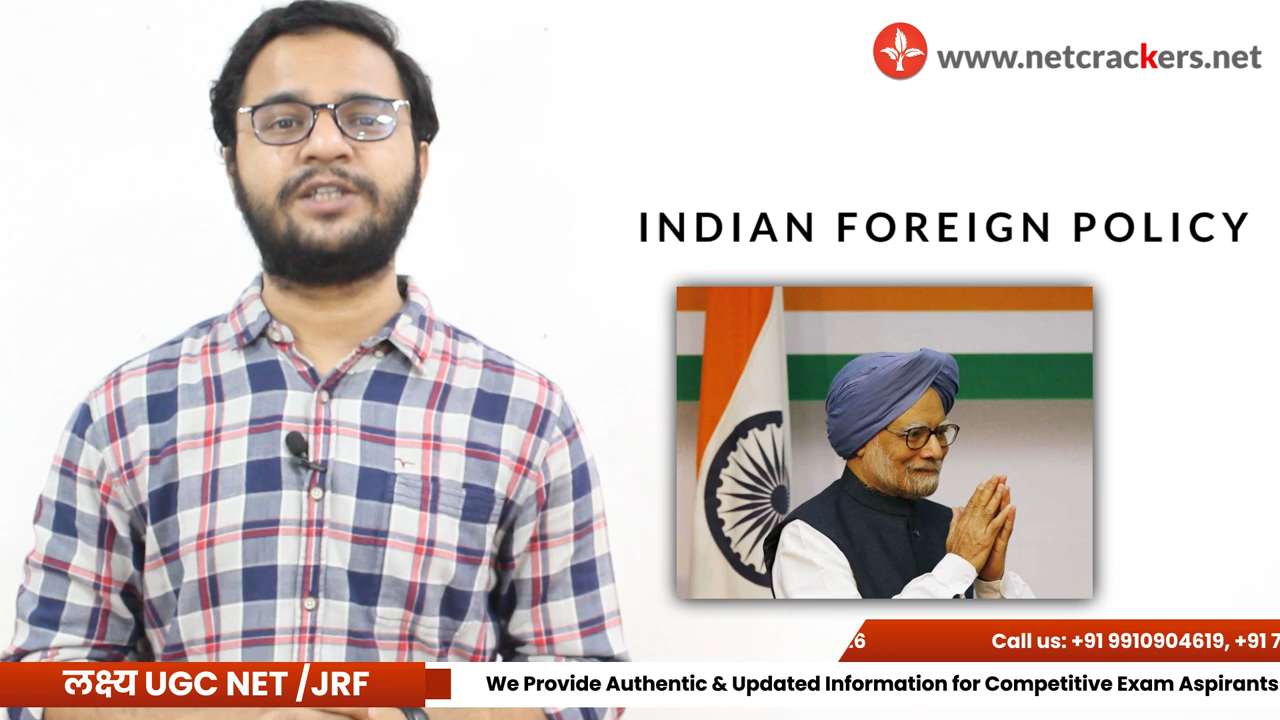 www.netcrackers.net
INDIAN FOREIGN POLICY
26
Call us: +91 9910904619, +91 7
लक्ष्य UGC NET /JRF
We Provide Authentic & Updated Information for Competitive Exam Aspirants